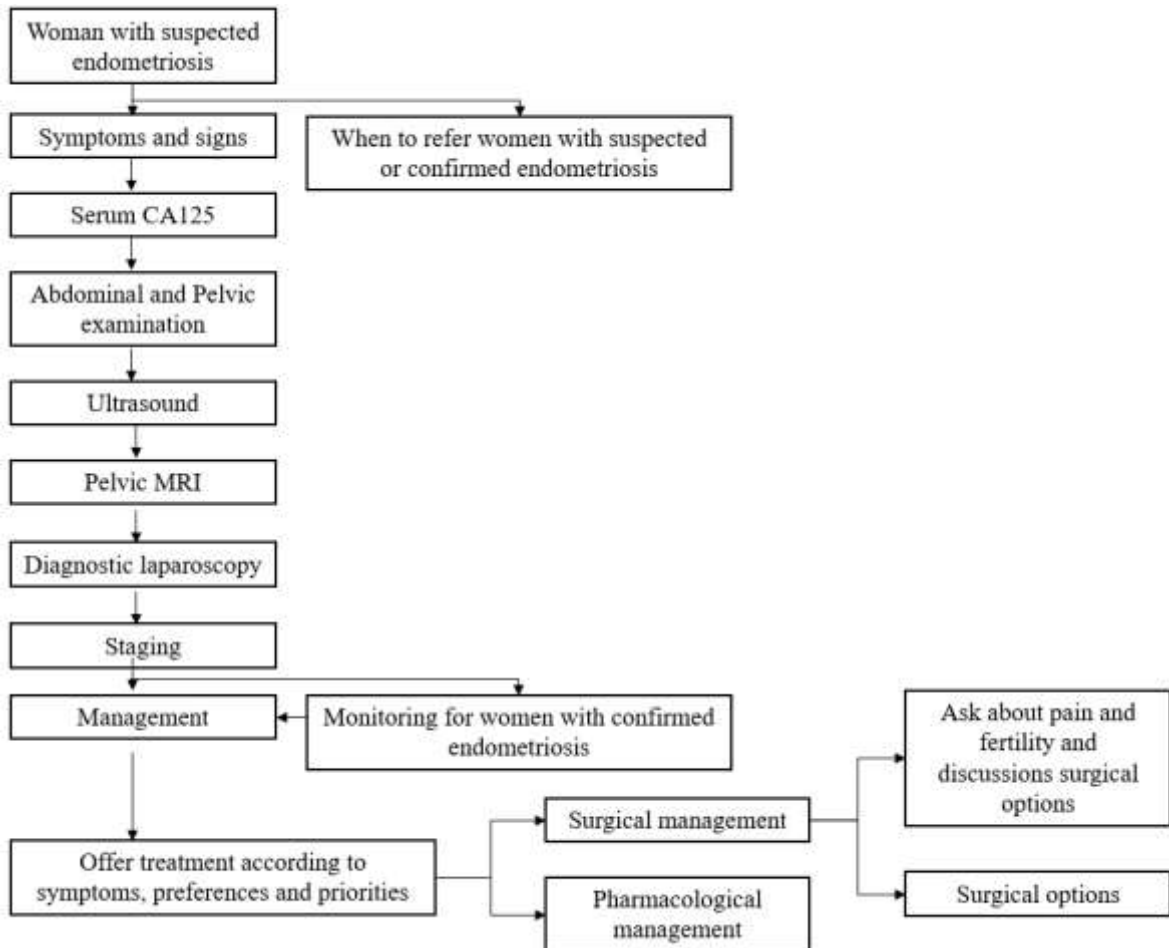 Woman with suspected
endometriosis
Symptoms and signs
When to refer women with suspected
or confirmed endometriosis
Serum CA125
Abdominal and Pelvic
examination
Ultrasound
Pelvic MRI
Diagnostic laparoscopy
Staging
Management
Monitoring for women with confirmed
endometriosis
Ask about pain and
fertility and
discussions surgical
options
Surgical management
Offer treatment according to
symptoms, preferences and priorities
Pharmacological
management
Surgical options